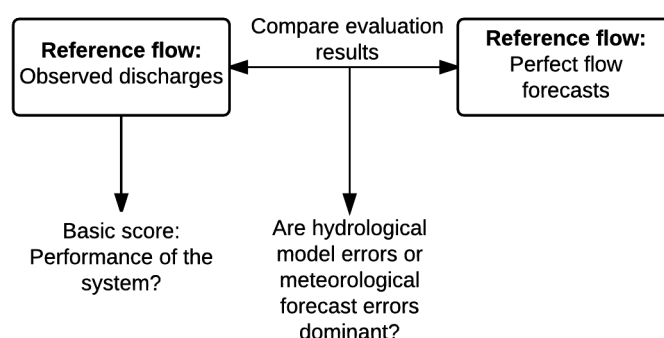 Reference flow:
Observed discharges
Compare evaluation
results
Reference flow:
Perfect flow
forecasts
Basic score:
Performance of the
system?
Are hydrological
model errors or
meteorological
forecast errors
dominant?